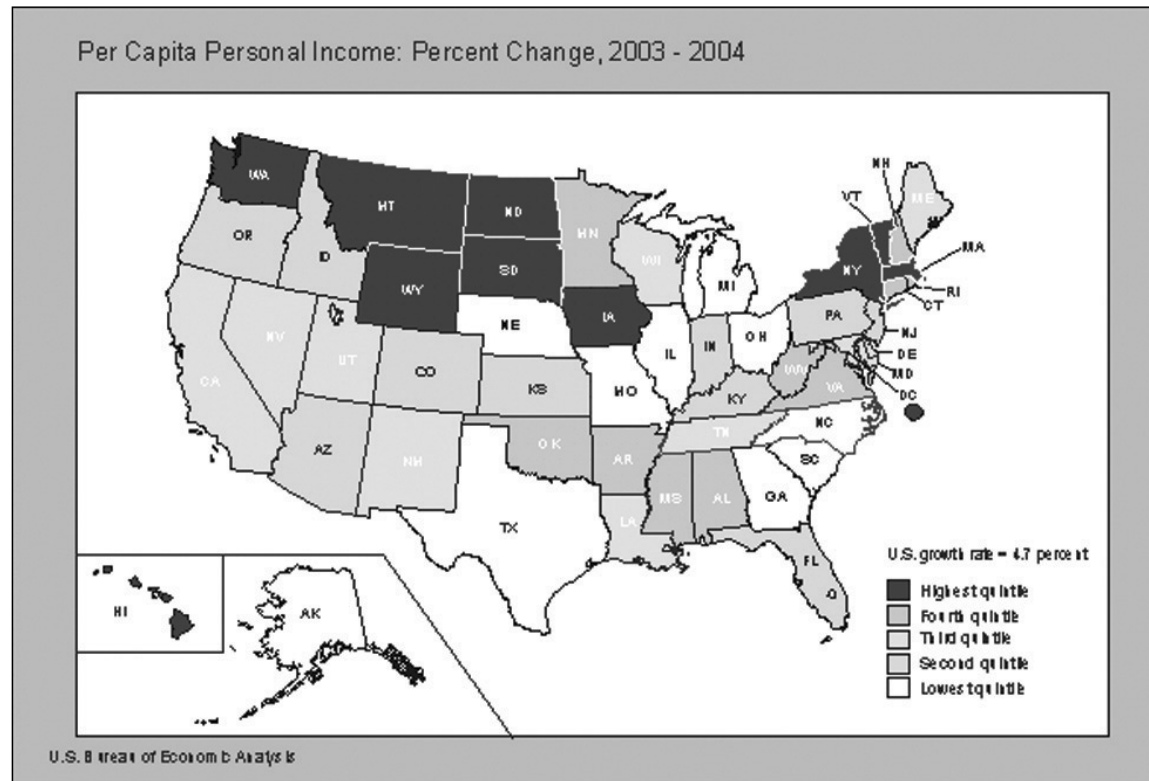 Per Capita Personal Income: Percent Change, 2003 - 2004
WA
MT
ND
MN
OR
ID
WY
SD
WI
MI
NH
VT
ME
NY
MA
RI
CT
PA
NJ
DE
MD
DC
NV
UT
CA
CO
NE
IA
IL
IN
OH
KS
MO
KY
WV
VA
AZ
NM
OK
AR
TN
NC
SC
TX
LA
MS
AL
GA
FL
HI
AK
U.S. growth rate = 4.7 percent
Highest quintile
Fourth quintile
Third quintile
Second quintile
Lowest quintile
U.S. Bureau of Economic Analysis